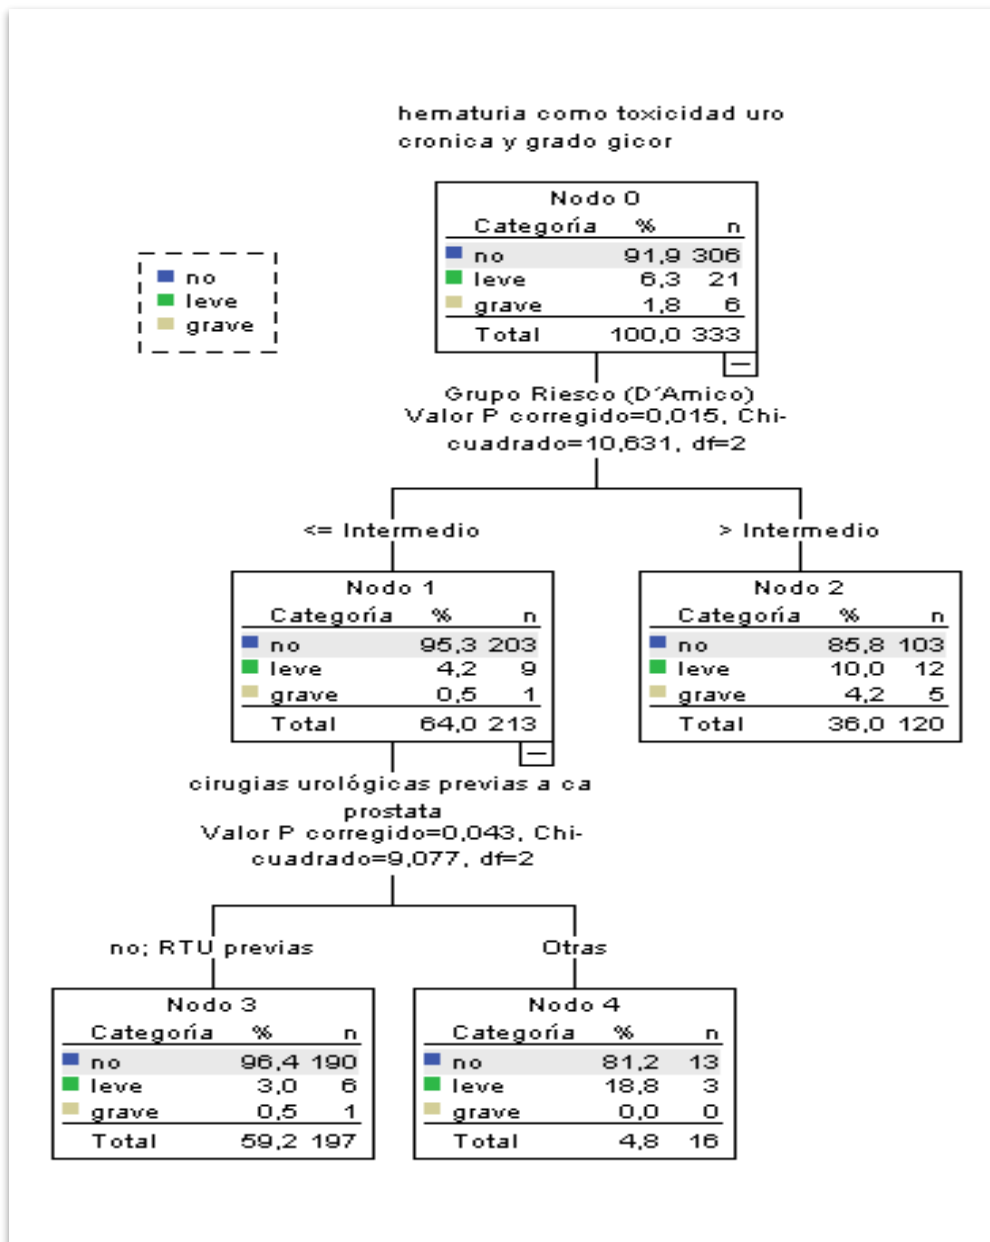 hematuria como toxicidad uro
cronica y grado gicor
Nodo 0
Categoría % n
no 91,9 306
leve 6,3 21
grave 1,8 6
Total 100,0 333
no
leve
grave
Grupo Riesco (D´Amico)
Valor P corregido=0,015, Chi-
cuadrado=10,631, df=2
<= Intermedio
> Intermedio
Nodo 1
Categoría % n
no 95,3 203
leve 4,2 9
grave 0,5 1
Total 64,0 213
Nodo 2
Categoría % n
no 85,8 103
leve 10,0 12
grave 4,2 5
Total 36,0 120
cirugias urológicas previas a ca
prostata
Valor P corregido=0,043, Chi-
cuadrado=9,077, df=2
no; RTU previas
Otras
Nodo 3
Categoría % n
no 96,4 190
leve 3,0 6
grave 0,5 1
Total 59,2 197
Nodo 4
Categoría % n
no 81,2 13
leve 18,8 3
grave 0,0 0
Total 4,8 16